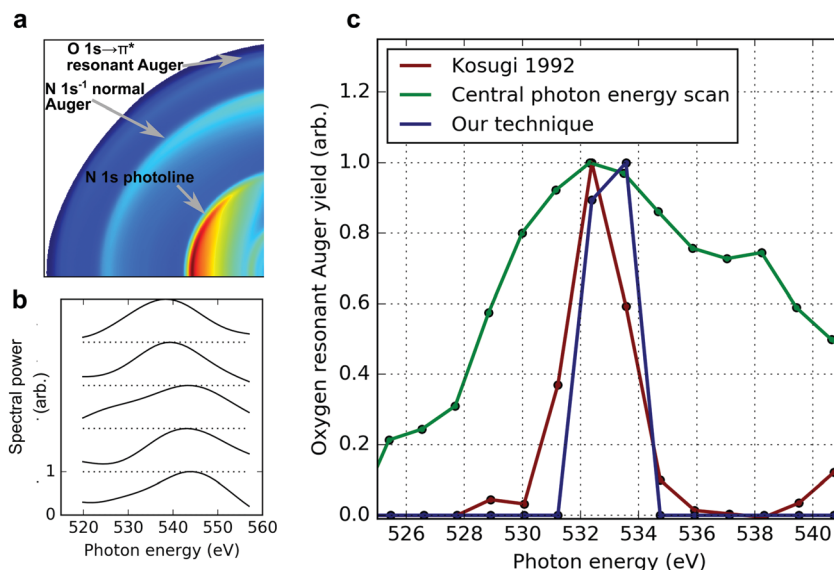 a
O 1s→π*
resonant Auger
N 1s⁻¹ normal
Auger
N 1s photoline
b
Spectral power
(arb.)
1
0
520 530 540 550 560
Photon energy (eV)
c
Kosugi 1992
Central photon energy scan
Our technique
Oxygen resonant Auger yield (arb.)
1.2
1.0
0.8
0.6
0.4
0.2
0.0
526 528 530 532 534 536 538 540
Photon energy (eV)